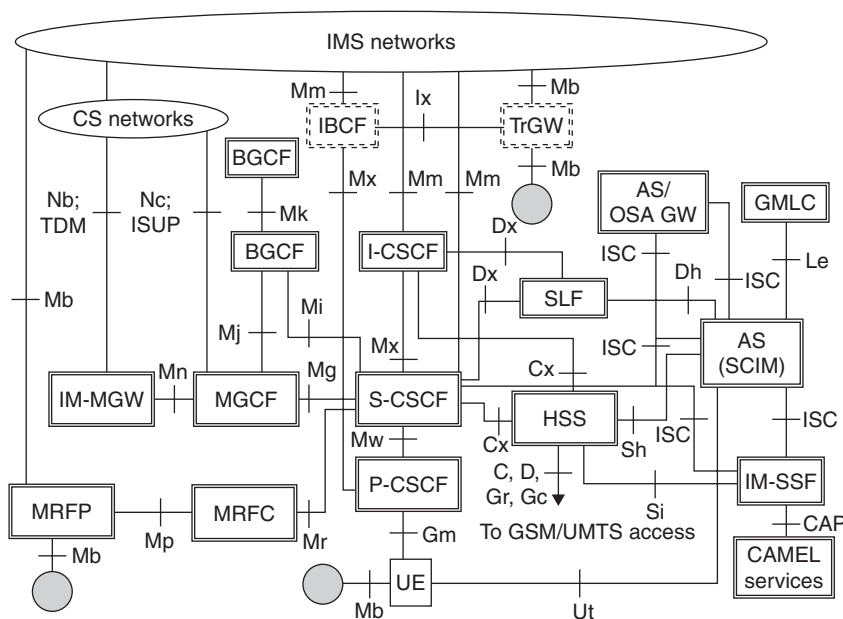 IMS networks
CS networks
Mm
Ix
Mb
IBCF
TrGW
BGCF
Mb
Nb;
TDM
Nc;
ISUP
Mk
Mx
Mm
Mm
AS/
OSA GW
GMLC
BGCF
I-CSCF
Dx
ISC
ISC
Le
Mb
Mi
Dx
SLF
Dh
Mj
Mx
ISC
AS
(SCIM)
Mn
Mg
Cx
IM-MGW
MGCF
S-CSCF
HSS
Mw
Cx
Sh
ISC
ISC
C, D,
Gr, Gc
MRFP
Mp
MRFC
Mr
P-CSCF
Si
IM-SSF
To GSM/UMTS access
Gm
CAP
Mb
CAMEL
services
Mb
UE
Ut